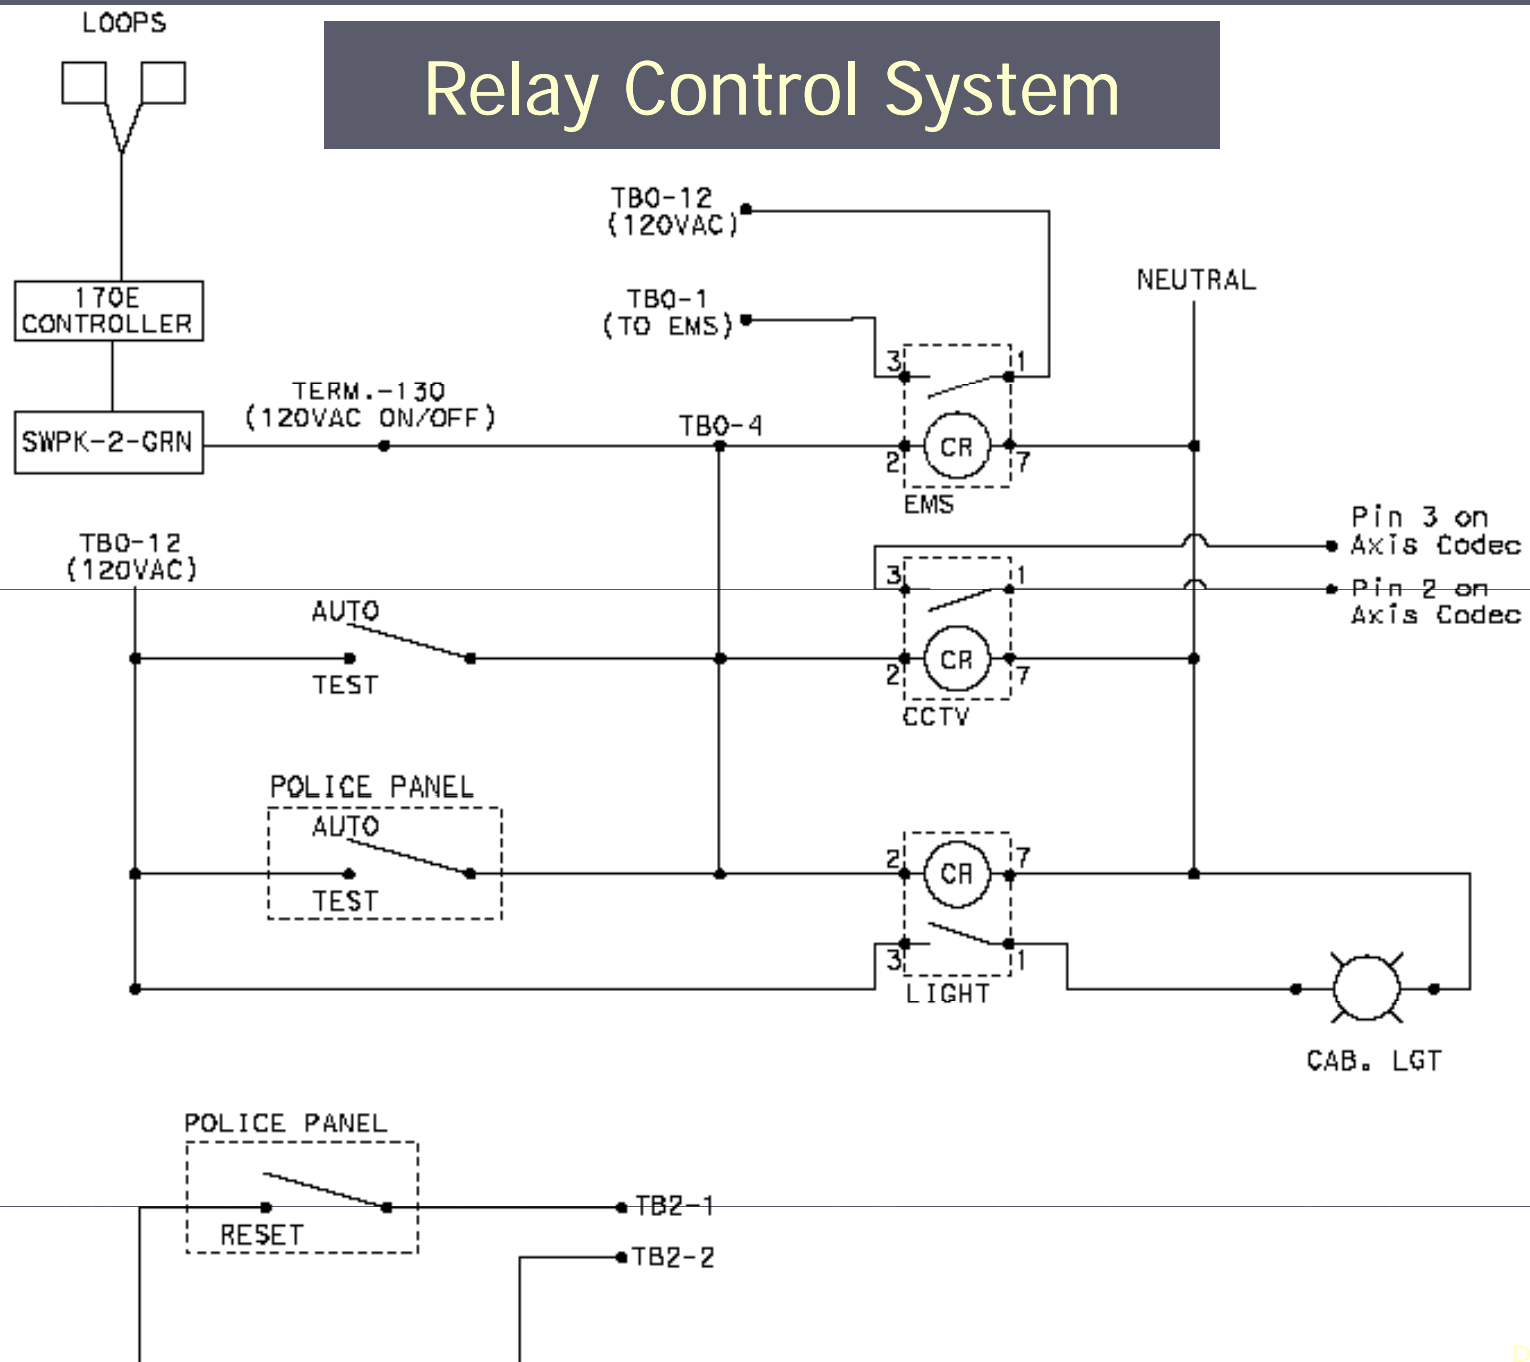 LOOPS
Relay Control System
TBO-12
(120VAC)
NEUTRAL
170E
CONTROLLER
TBO-1
(TO EMS)
3
1
TERM.-130
(120VAC ON/OFF)
TBO-4
SWPK-2-GRN
CR
2
7
EMS
Pin 3 on
Axis Codec
TBO-12
(120VAC)
3
1
Pin 2 on
Axis Codec
AUTO
CR
TEST
2
7
CCTV
POLICE PANEL
AUTO
2
7
CR
TEST
3
1
LIGHT
CAB. LGT
POLICE PANEL
TB2-1
RESET
TB2-2